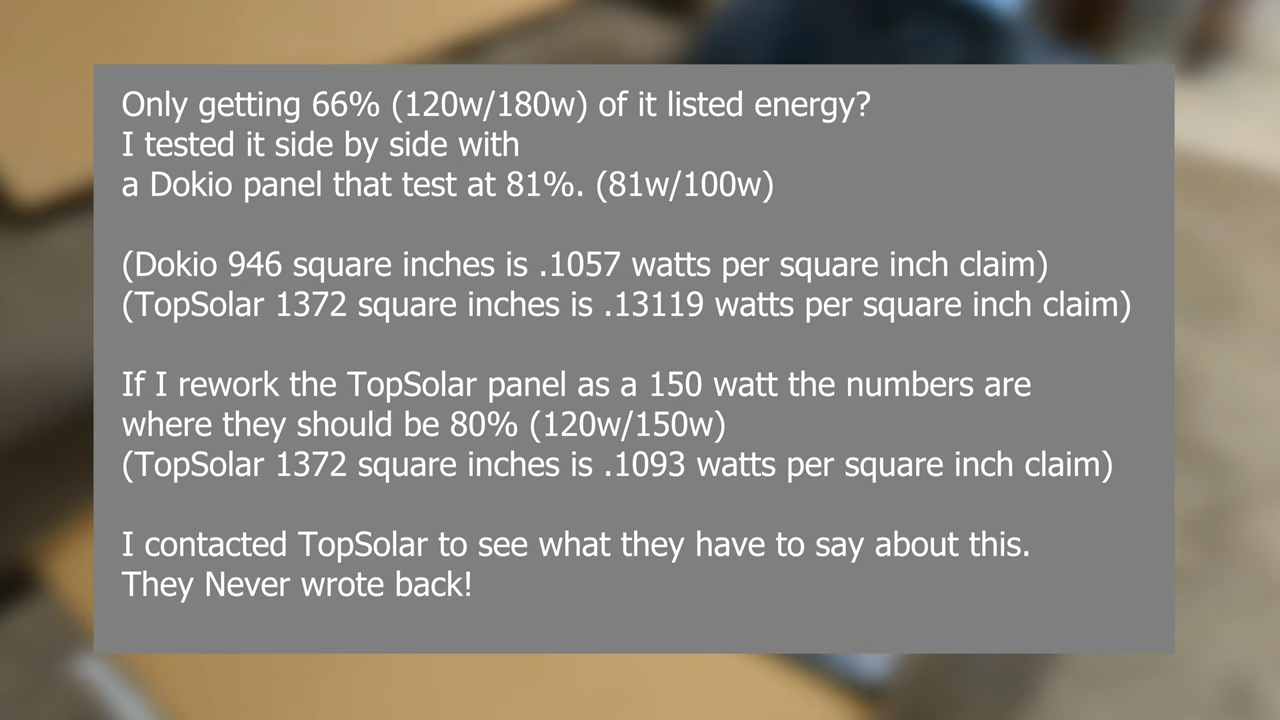 Only getting 66% (120w/180w) of it listed energy?
I tested it side by side with
a Dokio panel that test at 81%. (81w/100w)
(Dokio 946 square inches is .1057 watts per square inch claim)
(TopSolar 1372 square inches is .13119 watts per square inch claim)
If I rework the TopSolar panel as a 150 watt the numbers are
where they should be 80% (120w/150w)
(TopSolar 1372 square inches is .1093 watts per square inch claim)
I contacted TopSolar to see what they have to say about this.
They Never wrote back!